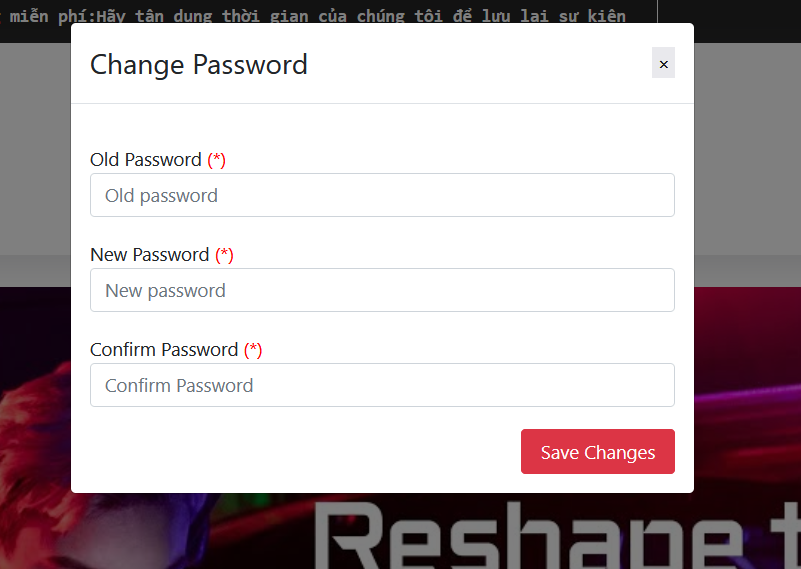 miễn phí:Hãy tận dụng thời gian của chúng tôi để lưu lại sự kiện
Change Password
×
Old Password (*)
Old password
New Password (*)
New password
Confirm Password (*)
Confirm Password
Save Changes
Reshape t